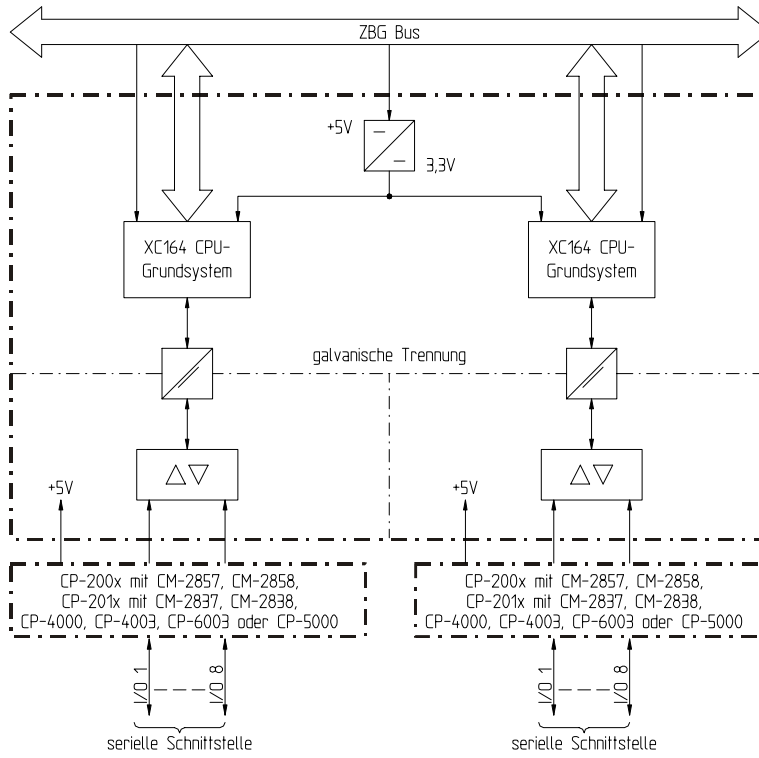 ZBG Bus
+5V
3,3V
XC164 CPU-
Grundsystem
XC164 CPU-
Grundsystem
galvanische Trennung
+5V
+5V
CP-200x mit CM-2857, CM-2858,
CP-201x mit CM-2837, CM-2838,
CP-4000, CP-4003, CP-6003 oder CP-5000
CP-200x mit CM-2857, CM-2858,
CP-201x mit CM-2837, CM-2838,
CP-4000, CP-4003, CP-6003 oder CP-5000
I/O 1
I/O 8
I/O 1
I/O 8
serielle Schnittstelle
serielle Schnittstelle